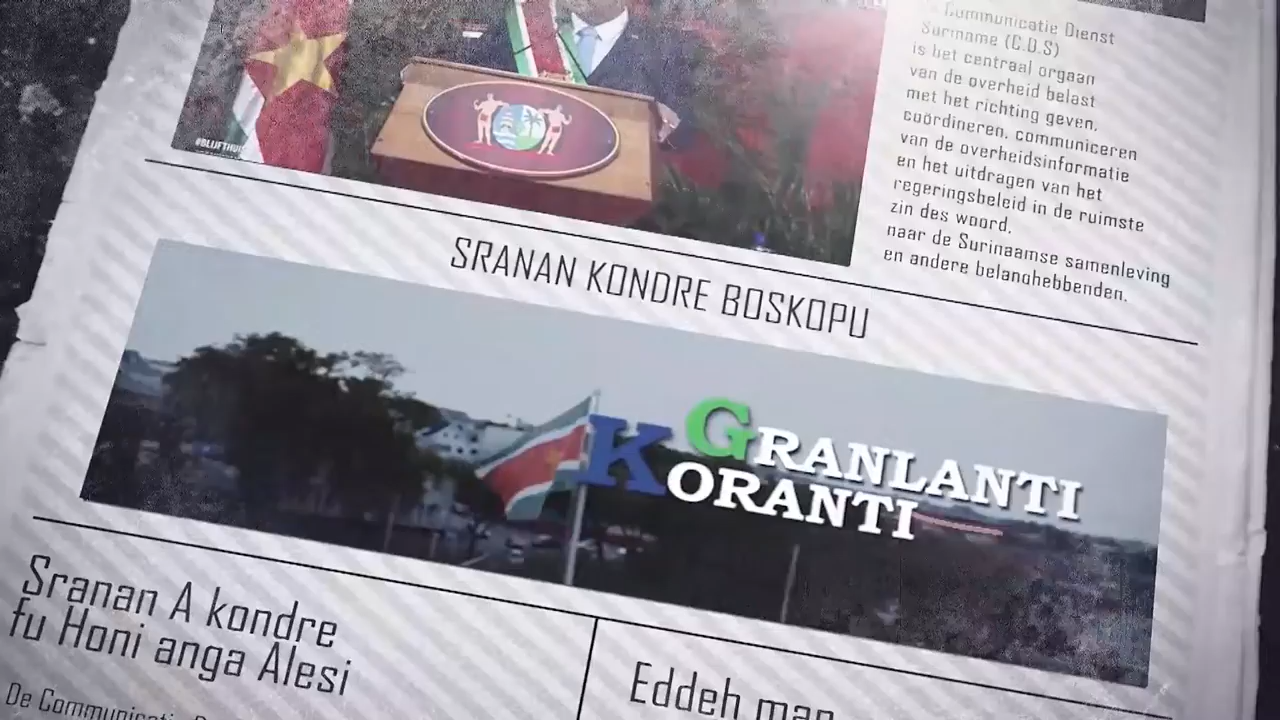 Communicatie Dienst
Suriname (C.D.S)
is het centraal orgaan
van de overheid belast
met het richting geven,
coördineren, communiceren
van de overheidsinformatie
en het uitdragen van het
regeringsbeleid in de ruimste
zin des woord.
naar de Surinaamse samenleving
en andere belanghebbenden.
SRANAN KONDRE BOSKOPU
GRANLANTI
KORANTI
Sranan A kondre
fu Honi anga Alesi
De
Eddeh man